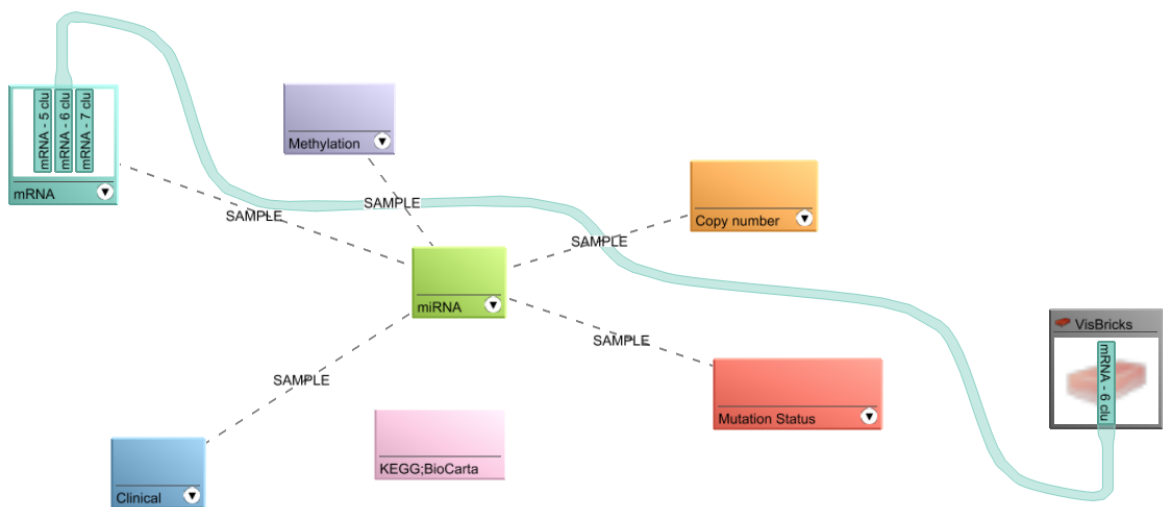 mRNA - 5 clu
mRNA - 6 clu
mRNA - 7 clu
mRNA
Methylation
SAMPLE
SAMPLE
Copy number
SAMPLE
miRNA
VisBricks
mRNA - 6 clu
SAMPLE
SAMPLE
Mutation Status
KEGG;BioCarta
Clinical